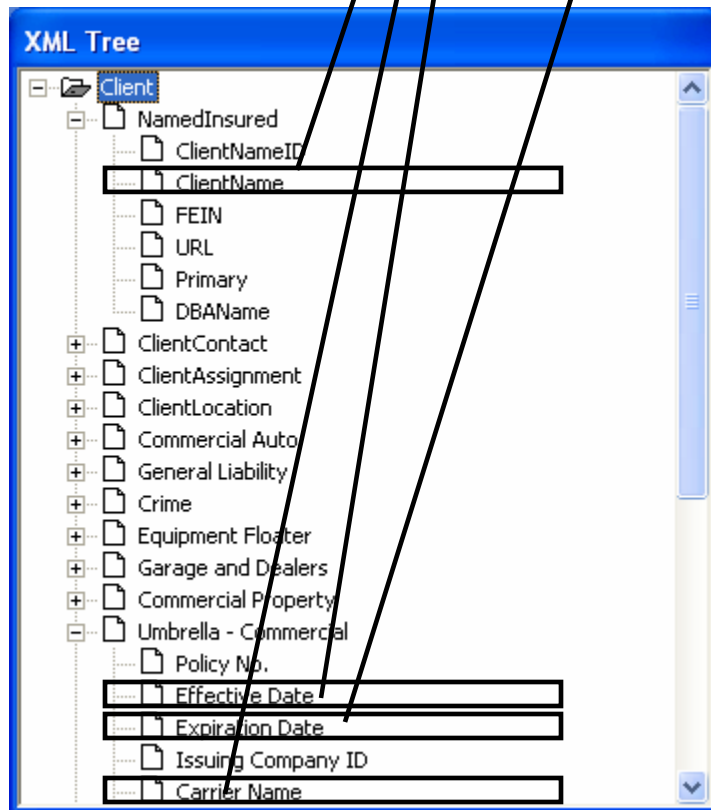 XML Tree
Client
NamedInsured
ClientNameID
ClientName
FEIN
URL
Primary
DBAName
ClientContact
ClientAssignment
ClientLocation
Commercial Auto
General Liability
Crime
Equipment Floater
Garage and Dealers
Commercial Property
Umbrella - Commercial
Policy No.
Effective Date
Expiration Date
Issuing Company ID
Carrier Name